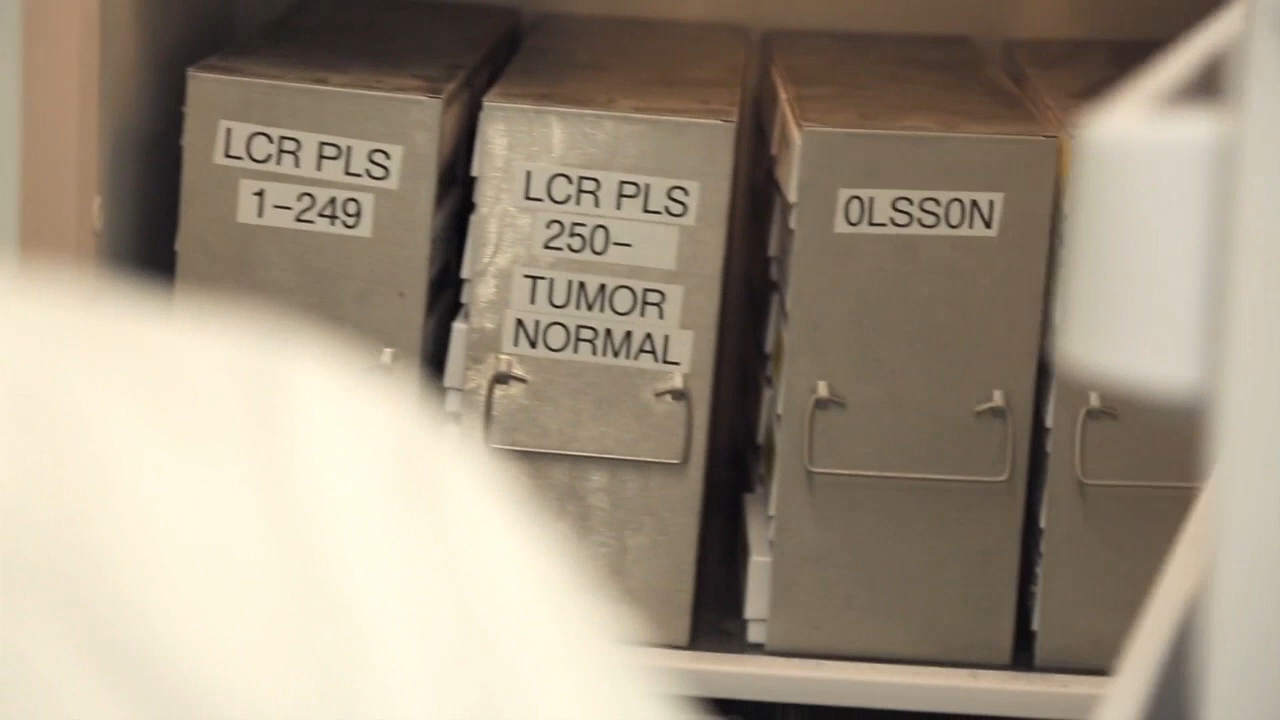 LCR PLS
1-249
LCR PLS
250-
TUMOR
NORMAL
0LSS0N